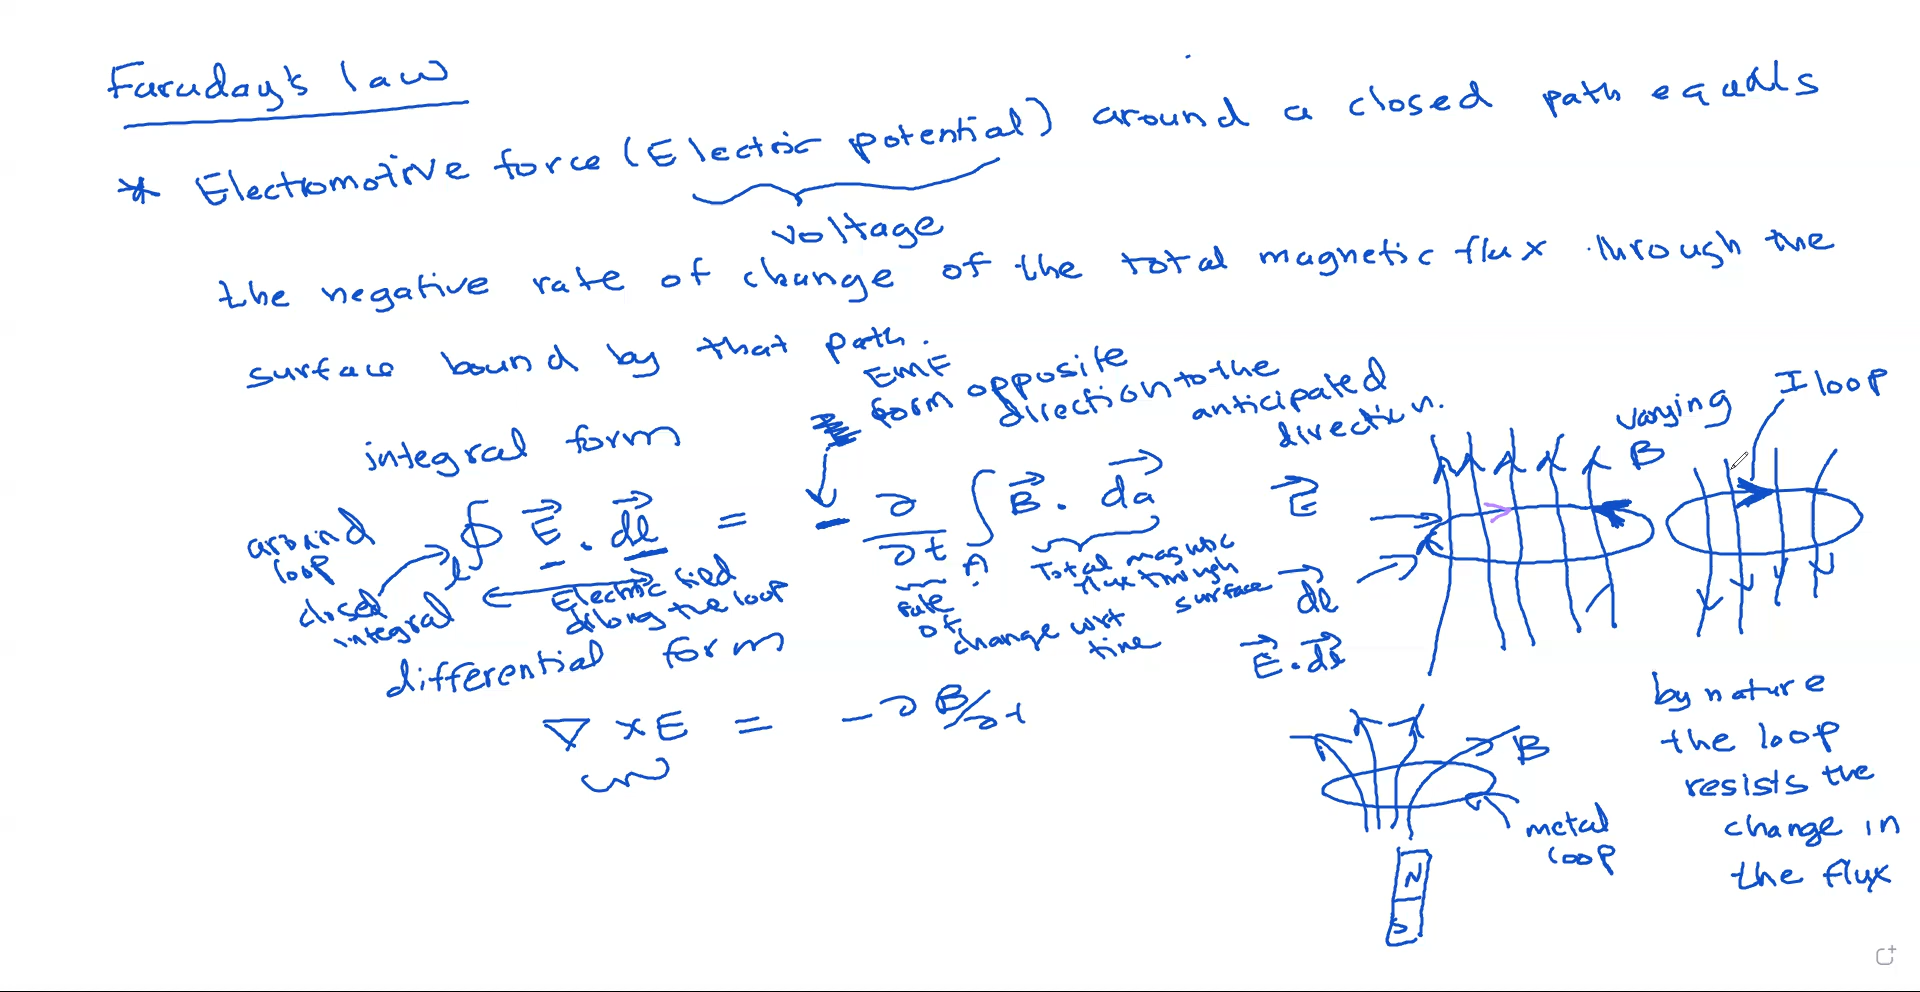 Faraday's law
* Electromotive force (Electric potential) around a closed path equals
voltage
the negative rate of change of the total magnetic flux through the
surface bound by that path.
EMF
form opposite
direction to the
anticipated
direction.
integral form
around
loop
∮ E⃗ . dl⃗ = - ∂/∂t ∫ B⃗ . da⃗
l
A
closed
integral
Electric field
along the loop
rate
of
change wrt
time
Total magnetic
flux through
surface
E⃗
dl⃗
E⃗ . dl⃗
differential form
∇ × E = - ∂B/∂t
varying
B
I loop
B
metal
loop
N
S
by nature
the loop
resists the
change in
the flux